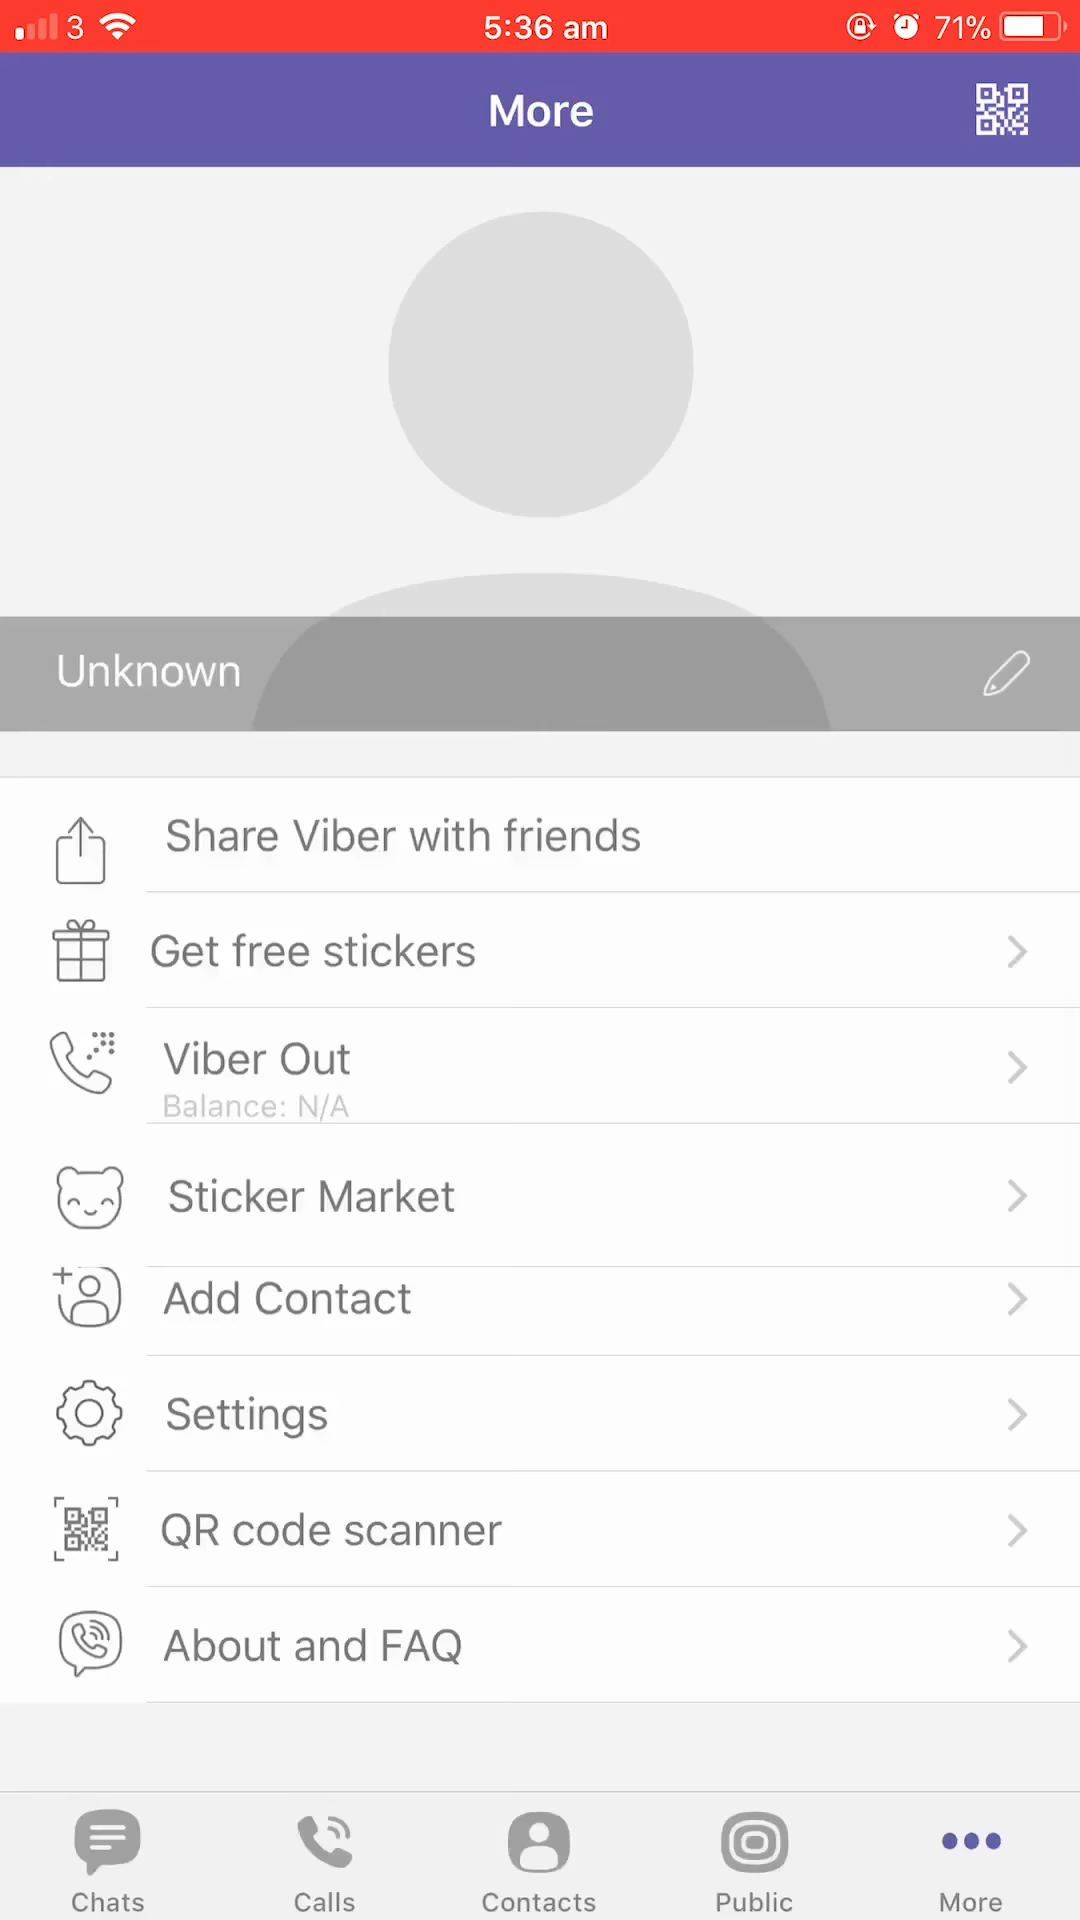 3 5:36 am 71%
More
Unknown
Share Viber with friends
Get free stickers
Viber Out
Balance: N/A
Sticker Market
Add Contact
Settings
QR code scanner
About and FAQ
Chats Calls Contacts Public More